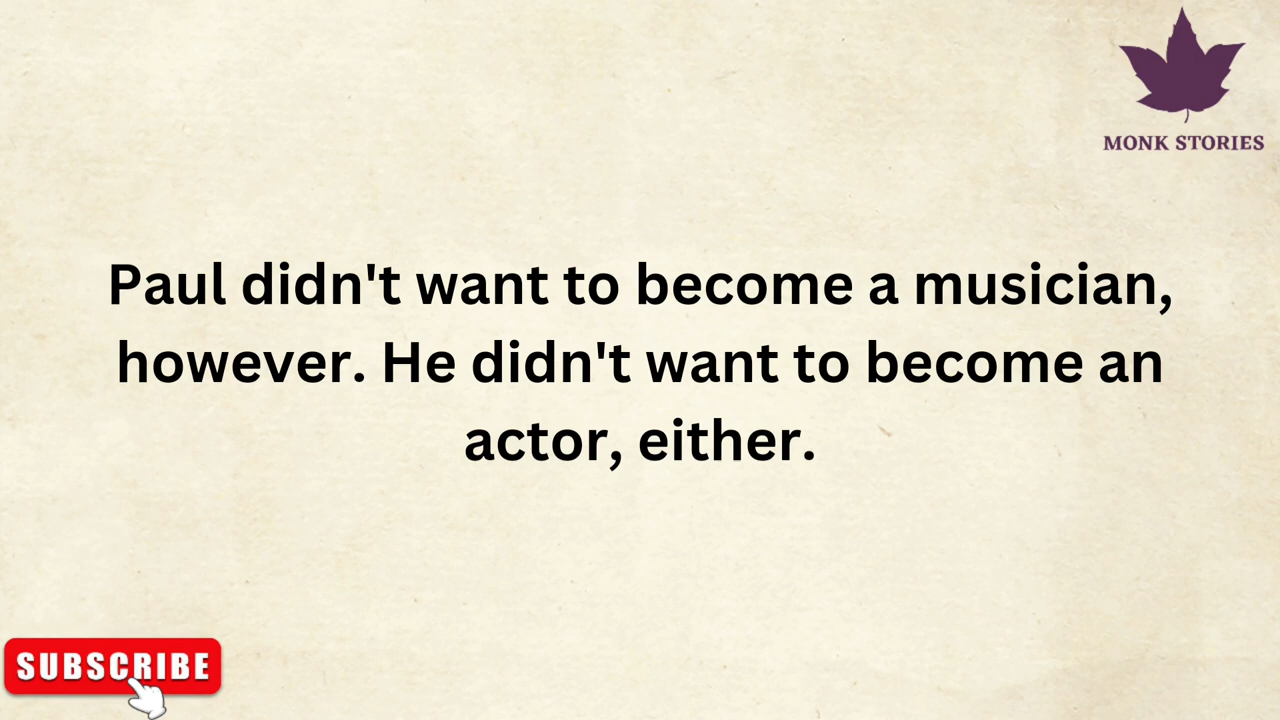 MONK STORIES
Paul didn't want to become a musician,
however. He didn't want to become an
actor, either.
SUBSCRIBE